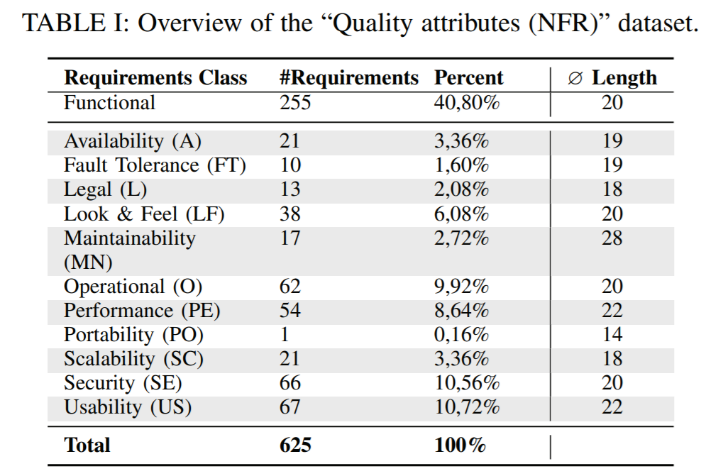 TABLE I: Overview of the “Quality attributes (NFR)” dataset.
Requirements Class #Requirements Percent ∅ Length
Functional 255 40,80% 20
Availability (A) 21 3,36% 19
Fault Tolerance (FT) 10 1,60% 19
Legal (L) 13 2,08% 18
Look & Feel (LF) 38 6,08% 20
Maintainability 17 2,72% 28
(MN)
Operational (O) 62 9,92% 20
Performance (PE) 54 8,64% 22
Portability (PO) 1 0,16% 14
Scalability (SC) 21 3,36% 18
Security (SE) 66 10,56% 20
Usability (US) 67 10,72% 22
Total 625 100%